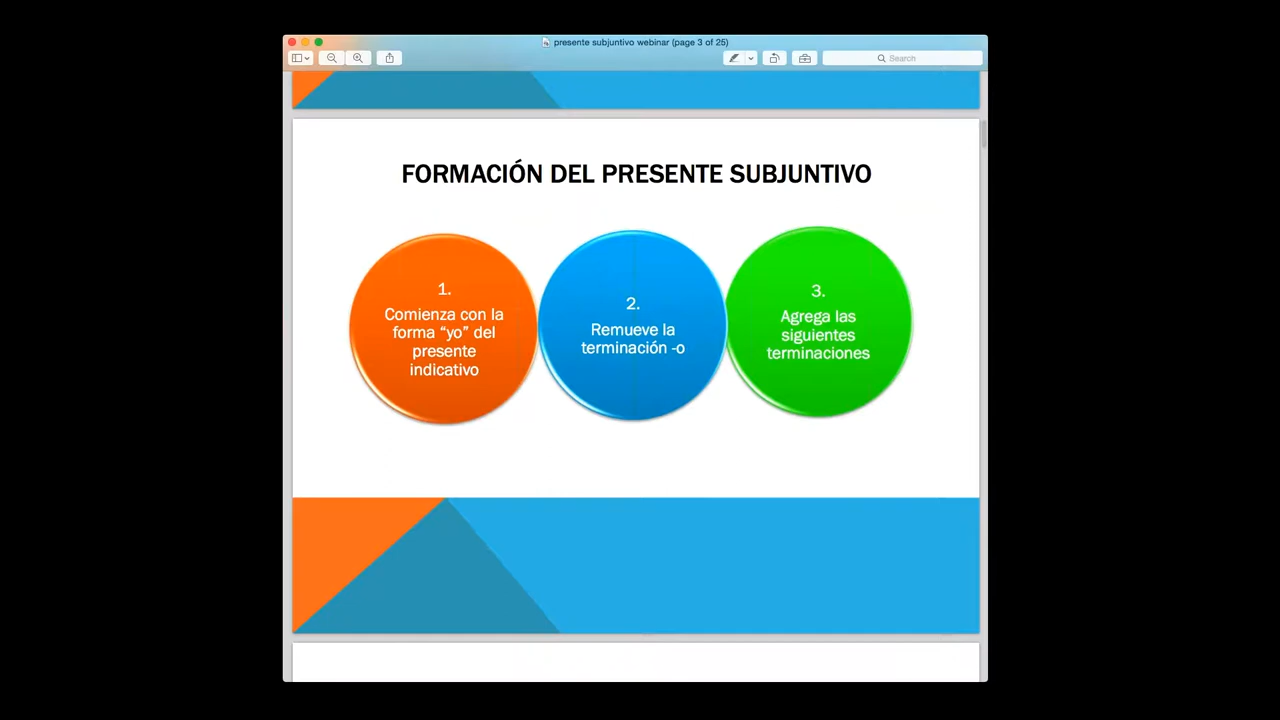 presente subjuntivo webinar (page 3 of 25)
Search
FORMACIÓN DEL PRESENTE SUBJUNTIVO
1.
Comienza con la
forma “yo” del
presente
indicativo
2.
Remueve la
terminación -o
3.
Agrega las
siguientes
terminaciones